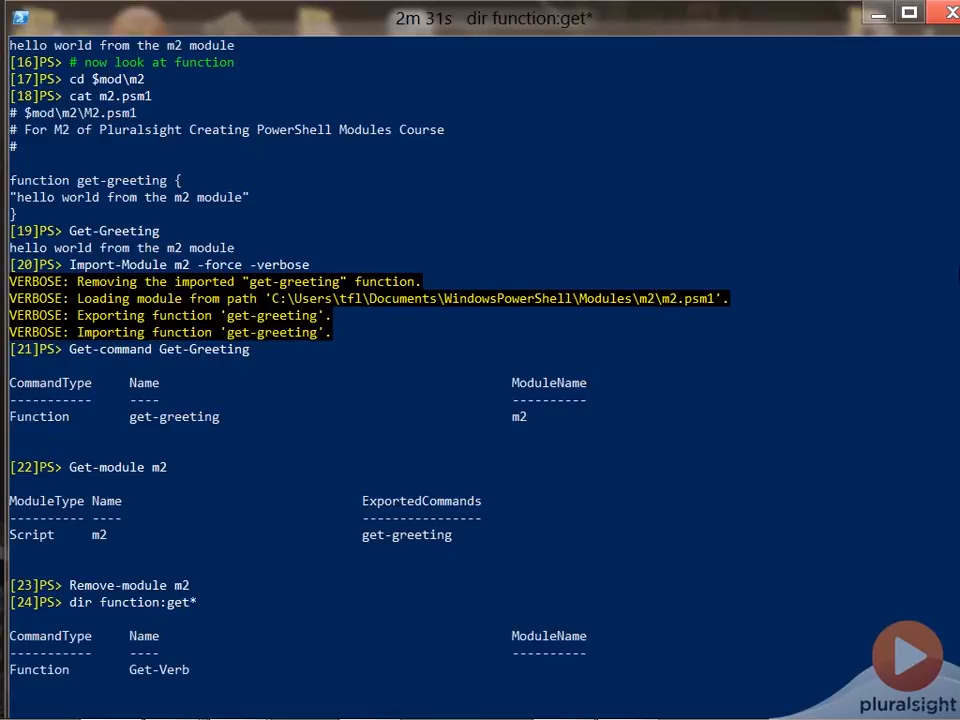 2m 31s dir function:get*
hello world from the m2 module
[16]PS> # now look at function
[17]PS> cd $mod\m2
[18]PS> cat m2.psm1
# $mod\m2\M2.psm1
# For M2 of Pluralsight Creating PowerShell Modules Course
#
function get-greeting {
"hello world from the m2 module"
}
[19]PS> Get-Greeting
hello world from the m2 module
[20]PS> Import-Module m2 -force -verbose
VERBOSE: Removing the imported "get-greeting" function.
VERBOSE: Loading module from path 'C:\Users\tfl\Documents\WindowsPowerShell\Modules\m2\m2.psm1'.
VERBOSE: Exporting function 'get-greeting'.
VERBOSE: Importing function 'get-greeting'.
[21]PS> Get-command Get-Greeting
CommandType     Name                                               ModuleName
-----------     ----                                               ----------
Function        get-greeting                                       m2
[22]PS> Get-module m2
ModuleType Name                                ExportedCommands
---------- ----                                ----------------
Script     m2                                  get-greeting
[23]PS> Remove-module m2
[24]PS> dir function:get*
CommandType     Name                                               ModuleName
-----------     ----                                               ----------
Function        Get-Verb
pluralsight